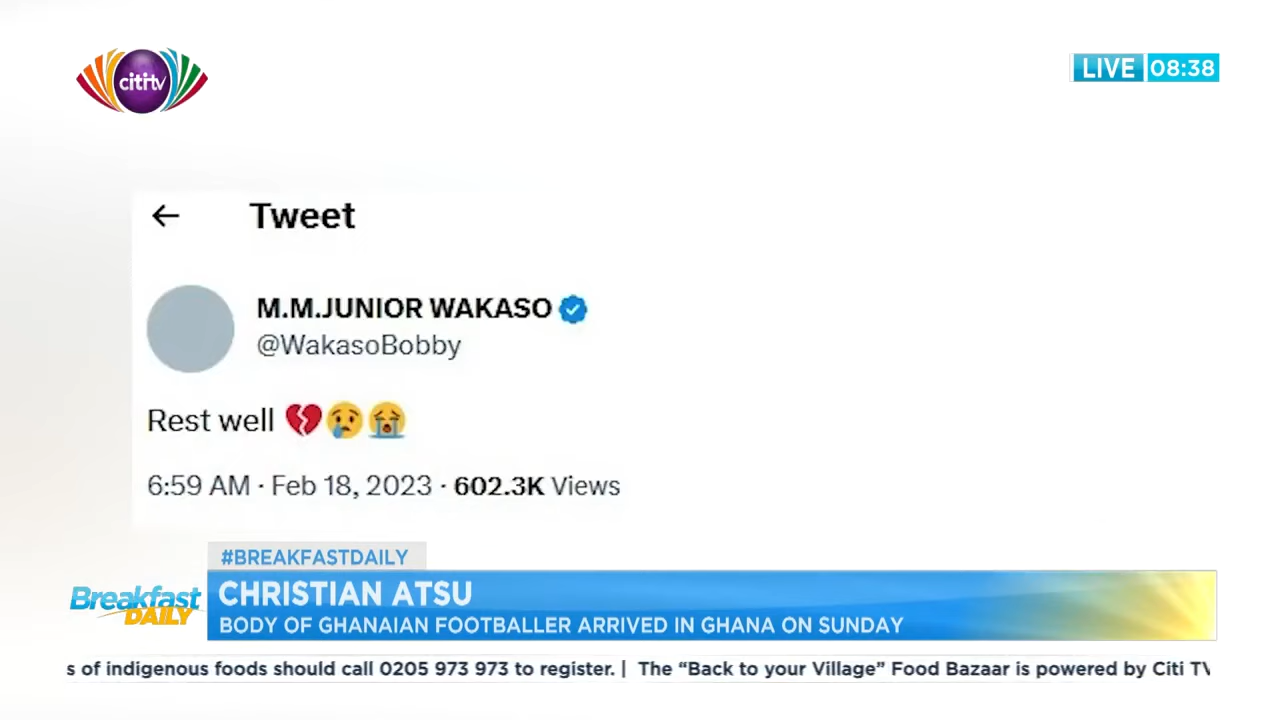 citi tv
LIVE 08:38
Tweet
M.M.JUNIOR WAKASO
@WakasoBobby
Rest well 💔😢😭
6:59 AM · Feb 18, 2023 · 602.3K Views
#BREAKFASTDAILY
Breakfast
DAILY
CHRISTIAN ATSU
BODY OF GHANAIAN FOOTBALLER ARRIVED IN GHANA ON SUNDAY
s of indigenous foods should call 0205 973 973 to register. | The “Back to your Village” Food Bazaar is powered by Citi TV